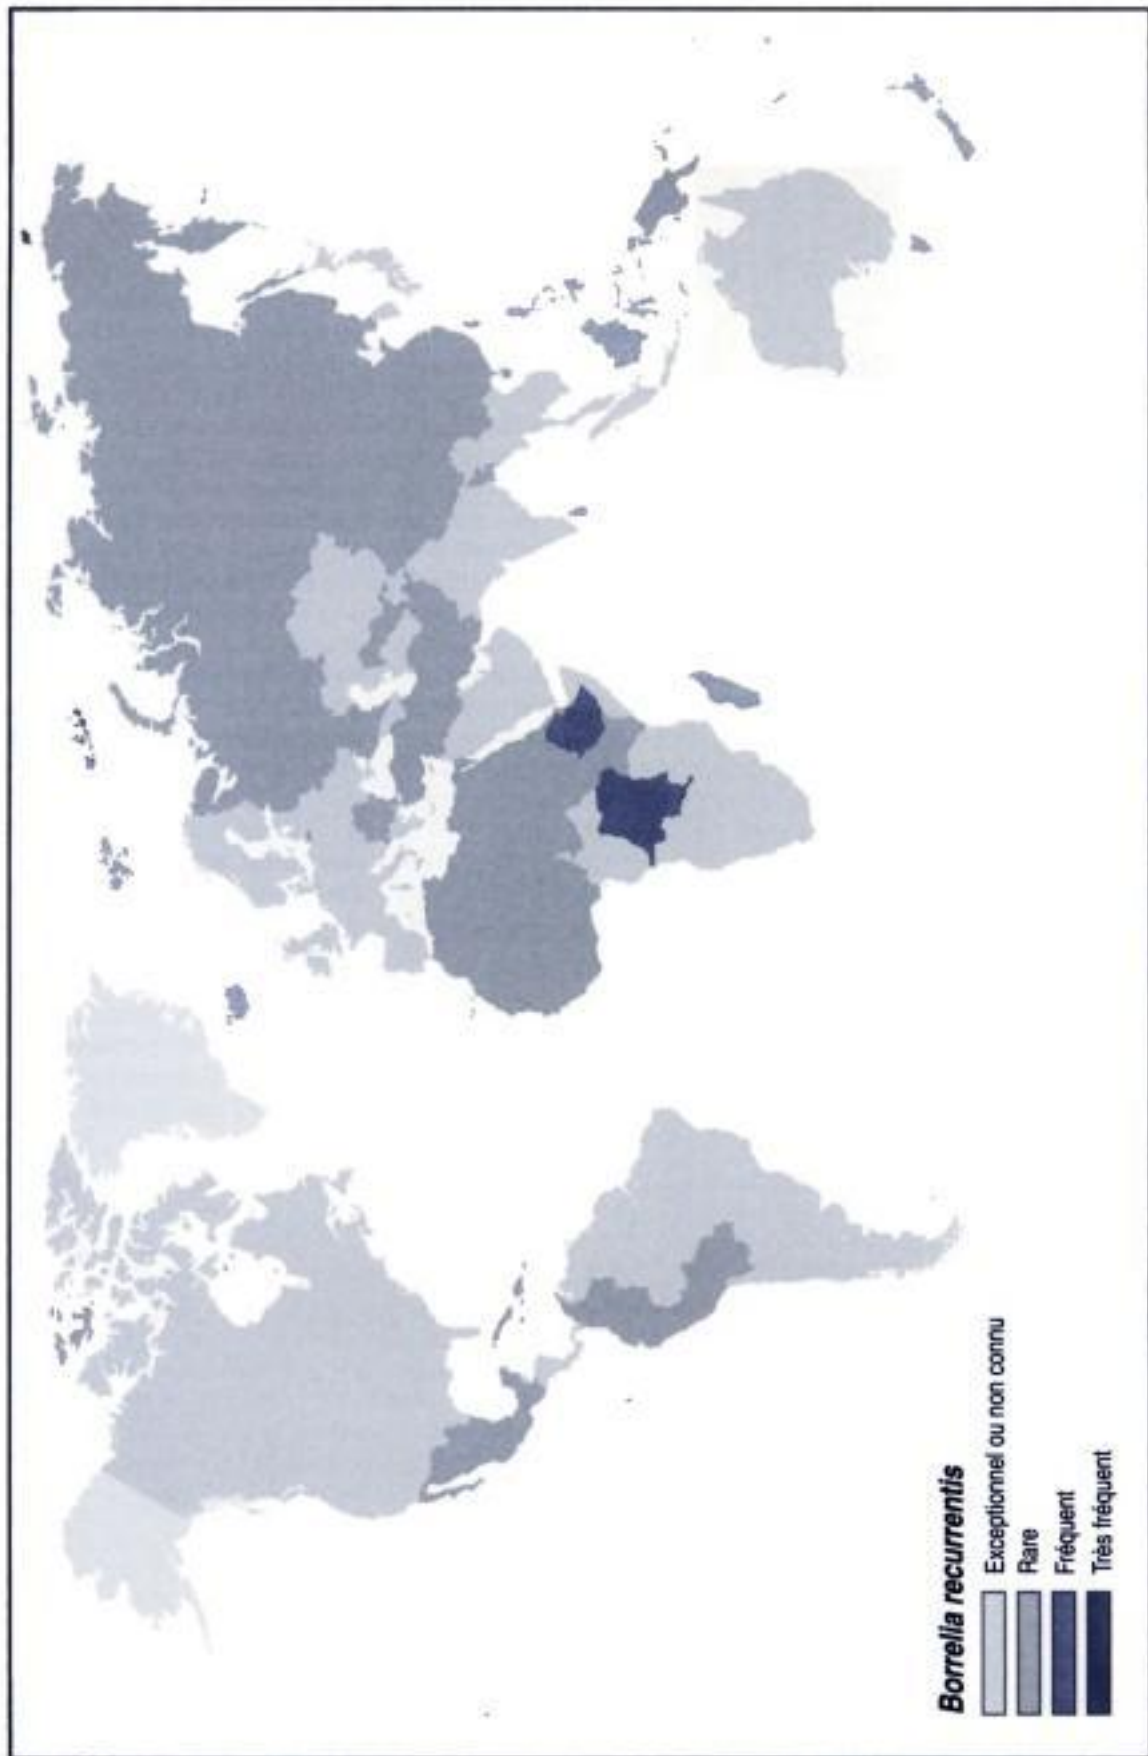 Borrelia recurrentis
Exceptionnel ou non connu
Rare
Fréquent
Très fréquent